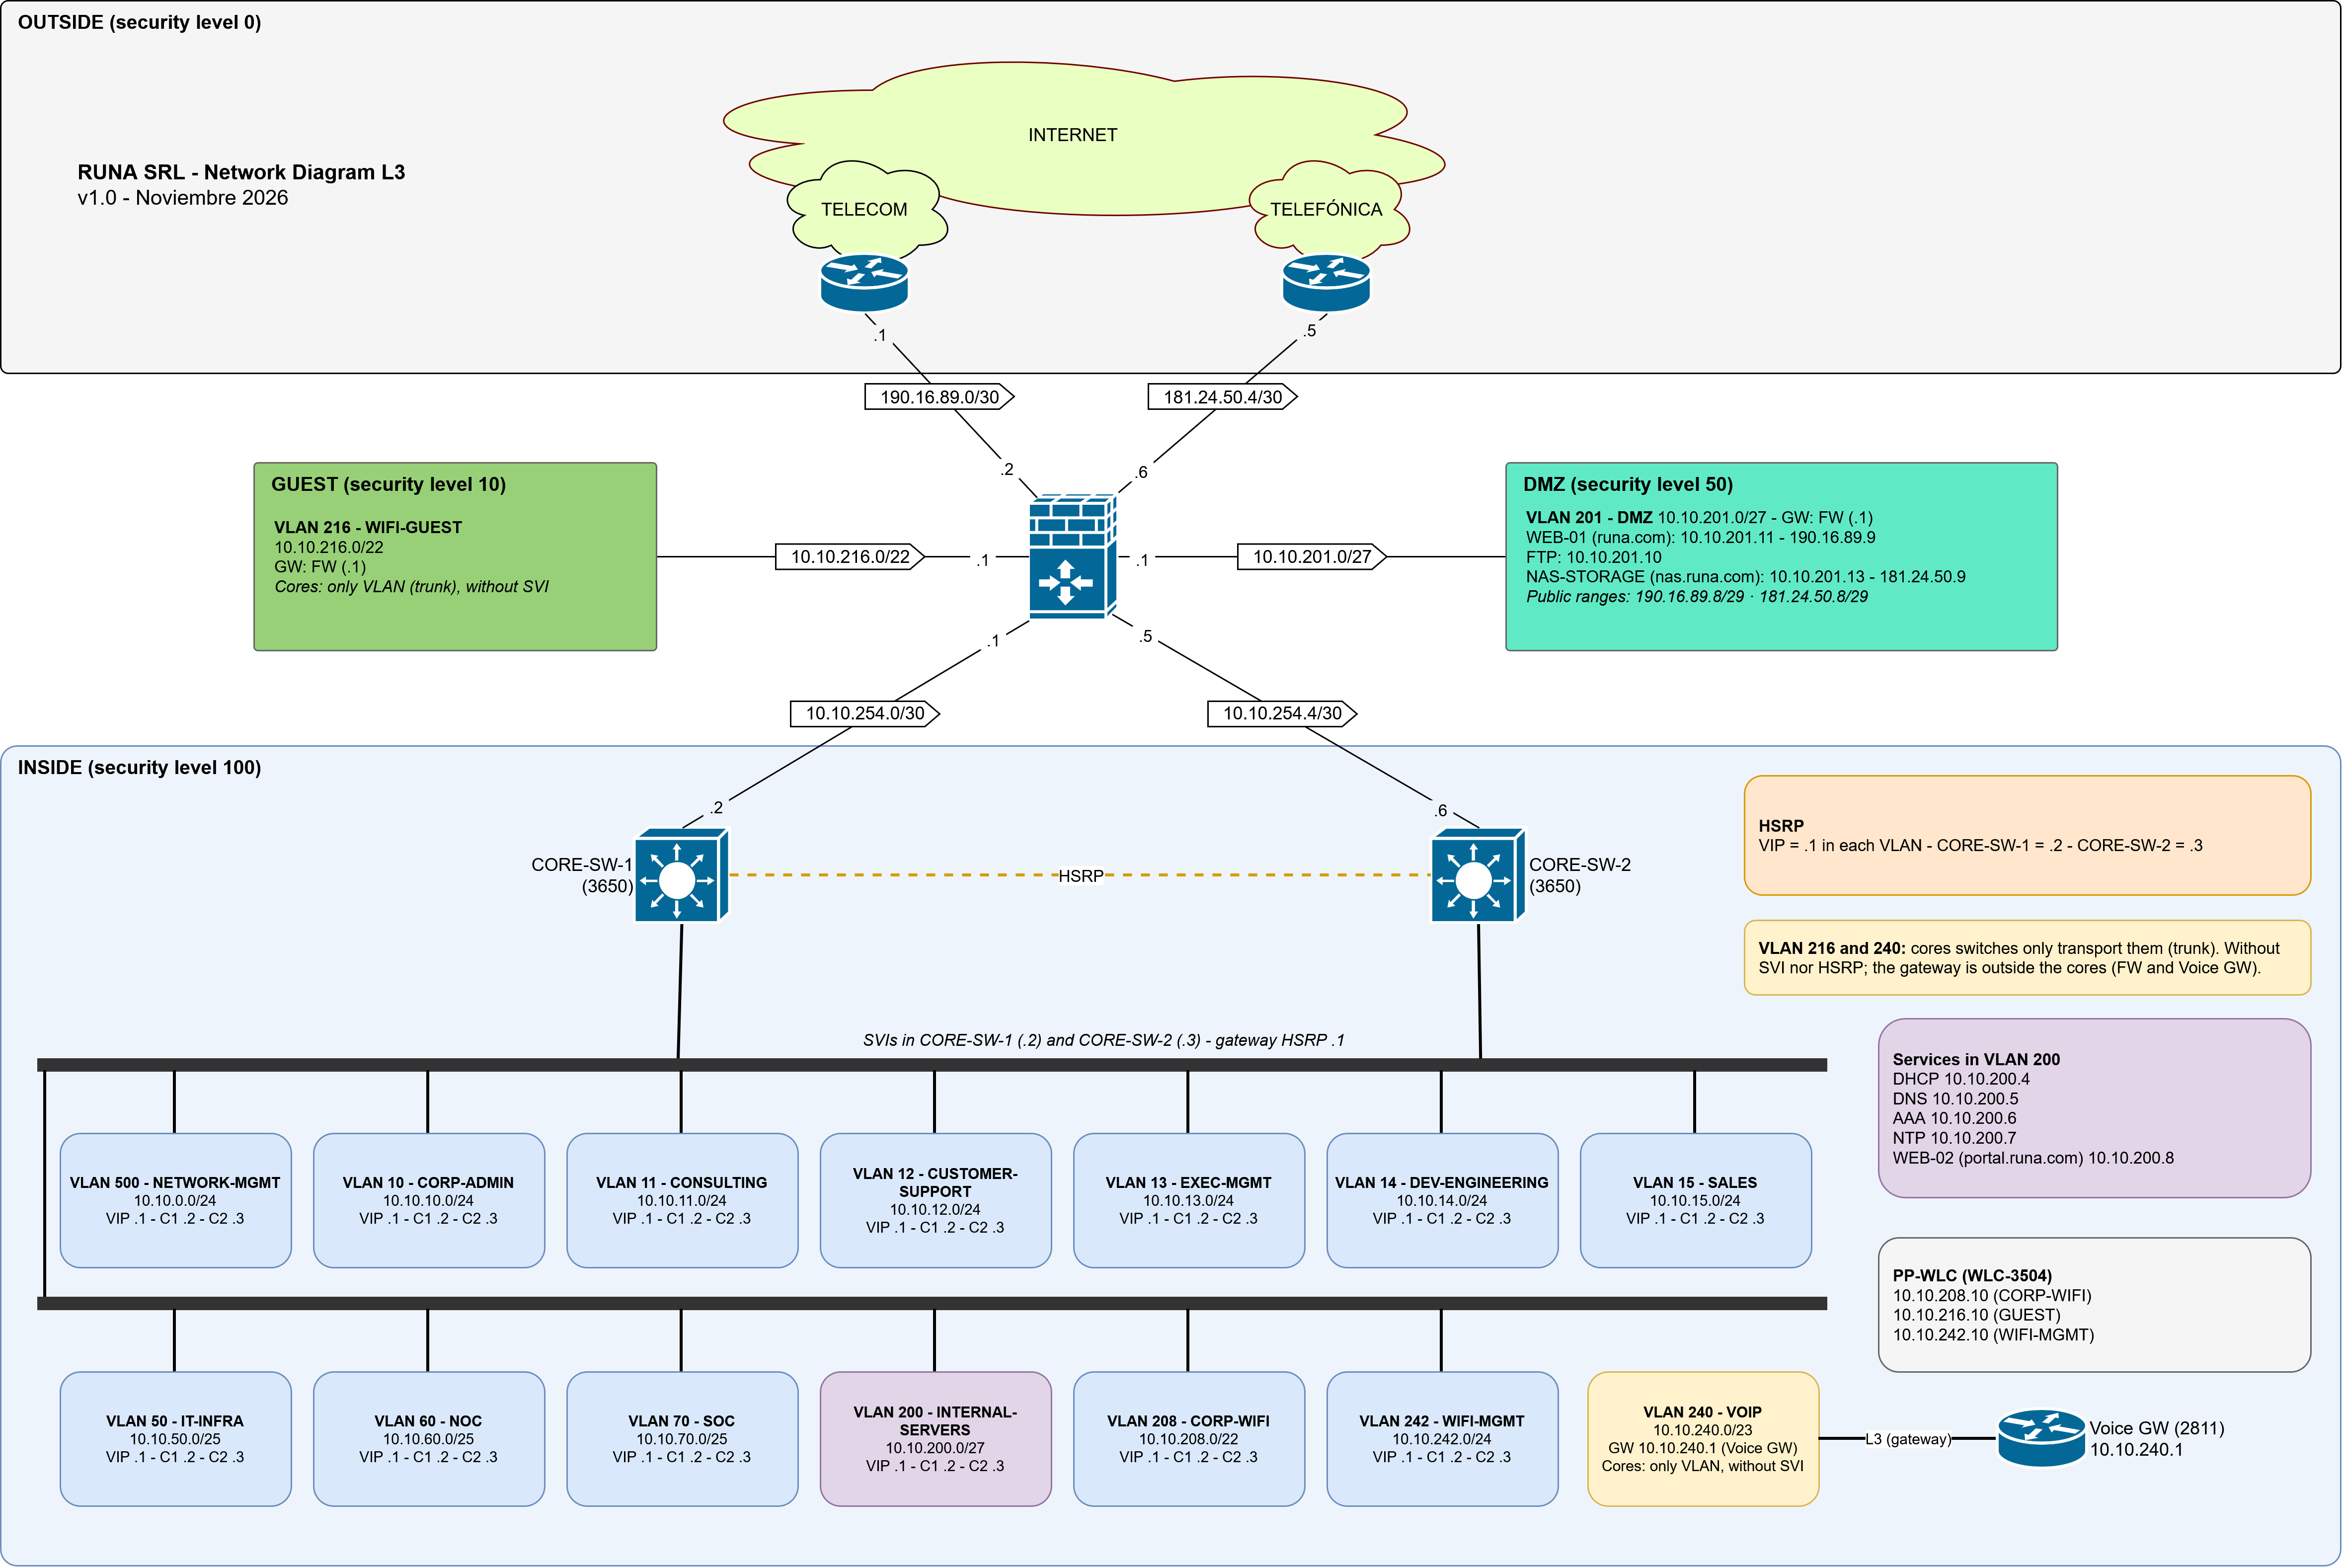 OUTSIDE (security level 0)
INTERNET
RUNA SRL - Network Diagram L3
v1.0 - Noviembre 2026
TELECOM
TELEFÓNICA
.1
.5
190.16.89.0/30
181.24.50.4/30
.2
.6
GUEST (security level 10)
VLAN 216 - WIFI-GUEST
10.10.216.0/22
GW: FW (.1)
Cores: only VLAN (trunk), without SVI
10.10.216.0/22
.1
.1
10.10.201.0/27
DMZ (security level 50)
VLAN 201 - DMZ 10.10.201.0/27 - GW: FW (.1)
WEB-01 (runa.com): 10.10.201.11 - 190.16.89.9
FTP: 10.10.201.10
NAS-STORAGE (nas.runa.com): 10.10.201.13 - 181.24.50.9
Public ranges: 190.16.89.8/29 · 181.24.50.8/29
.1
.5
10.10.254.0/30
10.10.254.4/30
INSIDE (security level 100)
.2
.6
CORE-SW-1
(3650)
HSRP
CORE-SW-2
(3650)
HSRP
VIP = .1 in each VLAN - CORE-SW-1 = .2 - CORE-SW-2 = .3
VLAN 216 and 240: cores switches only transport them (trunk). Without
SVI nor HSRP; the gateway is outside the cores (FW and Voice GW).
SVIs in CORE-SW-1 (.2) and CORE-SW-2 (.3) - gateway HSRP .1
Services in VLAN 200
DHCP 10.10.200.4
DNS 10.10.200.5
AAA 10.10.200.6
NTP 10.10.200.7
WEB-02 (portal.runa.com) 10.10.200.8
VLAN 500 - NETWORK-MGMT
10.10.0.0/24
VIP .1 - C1 .2 - C2 .3
VLAN 10 - CORP-ADMIN
10.10.10.0/24
VIP .1 - C1 .2 - C2 .3
VLAN 11 - CONSULTING
10.10.11.0/24
VIP .1 - C1 .2 - C2 .3
VLAN 12 - CUSTOMER-
SUPPORT
10.10.12.0/24
VIP .1 - C1 .2 - C2 .3
VLAN 13 - EXEC-MGMT
10.10.13.0/24
VIP .1 - C1 .2 - C2 .3
VLAN 14 - DEV-ENGINEERING
10.10.14.0/24
VIP .1 - C1 .2 - C2 .3
VLAN 15 - SALES
10.10.15.0/24
VIP .1 - C1 .2 - C2 .3
PP-WLC (WLC-3504)
10.10.208.10 (CORP-WIFI)
10.10.216.10 (GUEST)
10.10.242.10 (WIFI-MGMT)
VLAN 50 - IT-INFRA
10.10.50.0/25
VIP .1 - C1 .2 - C2 .3
VLAN 60 - NOC
10.10.60.0/25
VIP .1 - C1 .2 - C2 .3
VLAN 70 - SOC
10.10.70.0/25
VIP .1 - C1 .2 - C2 .3
VLAN 200 - INTERNAL-
SERVERS
10.10.200.0/27
VIP .1 - C1 .2 - C2 .3
VLAN 208 - CORP-WIFI
10.10.208.0/22
VIP .1 - C1 .2 - C2 .3
VLAN 242 - WIFI-MGMT
10.10.242.0/24
VIP .1 - C1 .2 - C2 .3
VLAN 240 - VOIP
10.10.240.0/23
GW 10.10.240.1 (Voice GW)
Cores: only VLAN, without SVI
L3 (gateway)
Voice GW (2811)
10.10.240.1